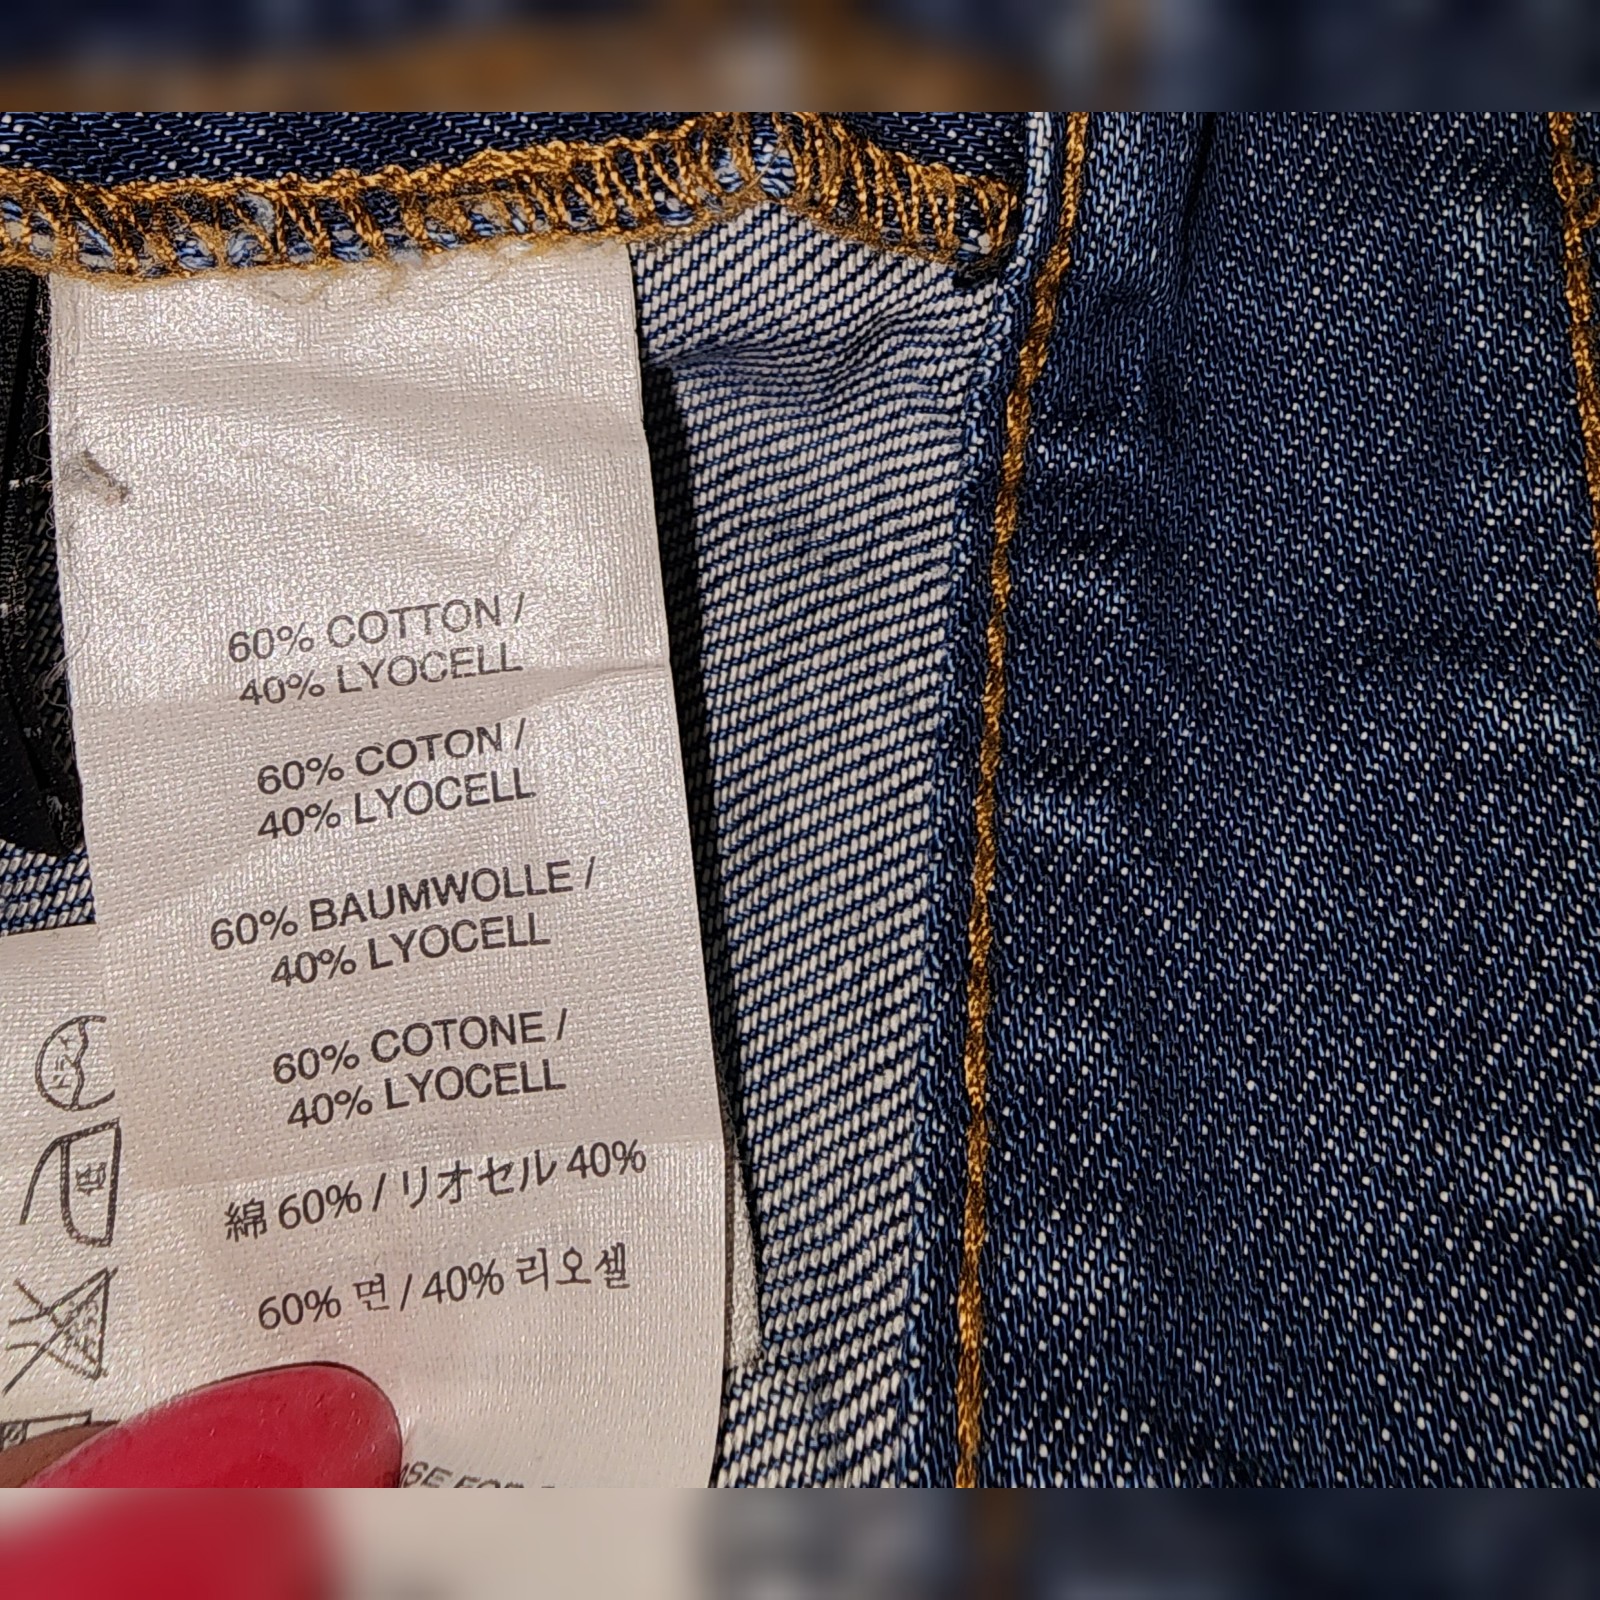 60% COTTON /
40% LYOCELL
60% COTON /
40% LYOCELL
60% BAUMWOLLE /
40% LYOCELL
60% COTONE /
40% LYOCELL
綿 60% / リオセル 40%
60% 면 / 40% 리오셀